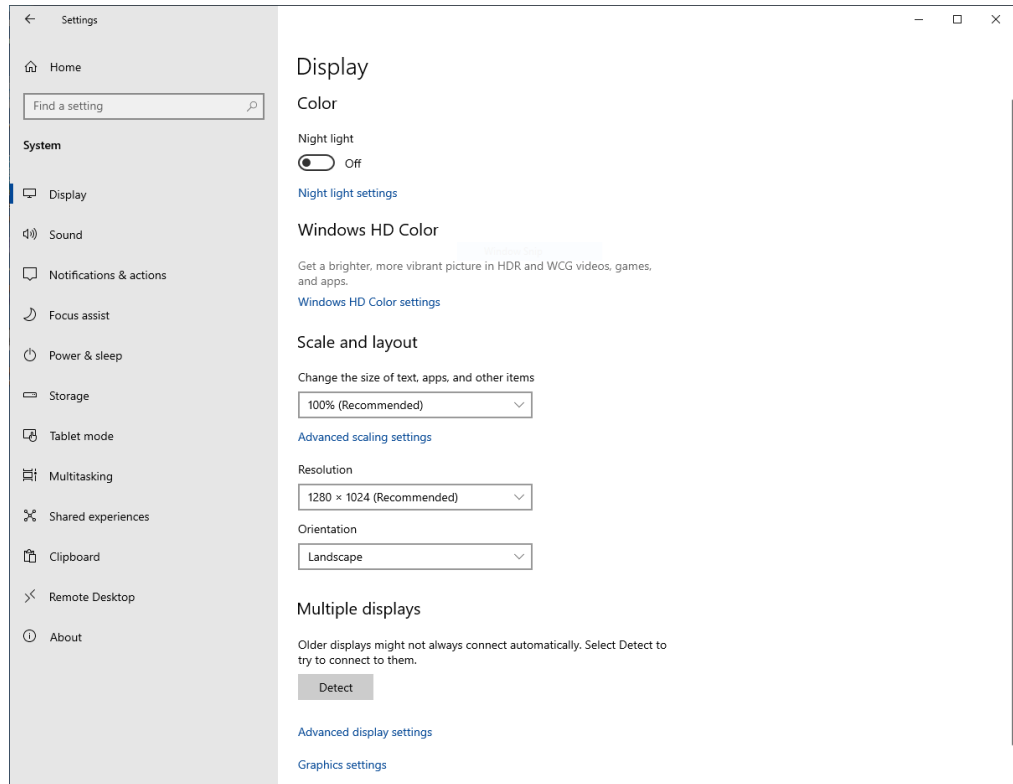 Settings
Home
Find a setting
System
Display
Sound
Notifications & actions
Focus assist
Power & sleep
Storage
Tablet mode
Multitasking
Shared experiences
Clipboard
Remote Desktop
About
Display
Color
Night light
Off
Night light settings
Windows HD Color
Get a brighter, more vibrant picture in HDR and WCG videos, games,
and apps.
Windows HD Color settings
Scale and layout
Change the size of text, apps, and other items
100% (Recommended)
Advanced scaling settings
Resolution
1280 × 1024 (Recommended)
Orientation
Landscape
Multiple displays
Older displays might not always connect automatically. Select Detect to
try to connect to them.
Detect
Advanced display settings
Graphics settings